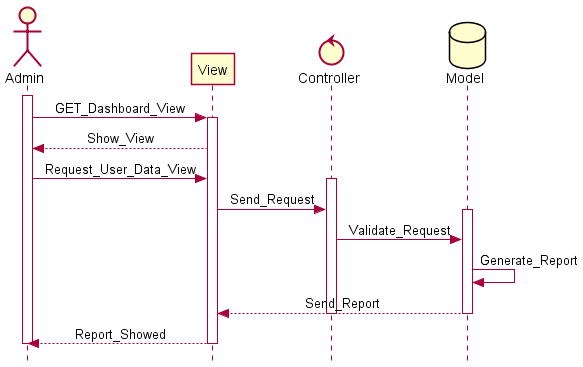 Admin
View
Controller
Model
GET_Dashboard_View
Show_View
Request_User_Data_View
Send_Request
Validate_Request
Generate_Report
Send_Report
Report_Showed